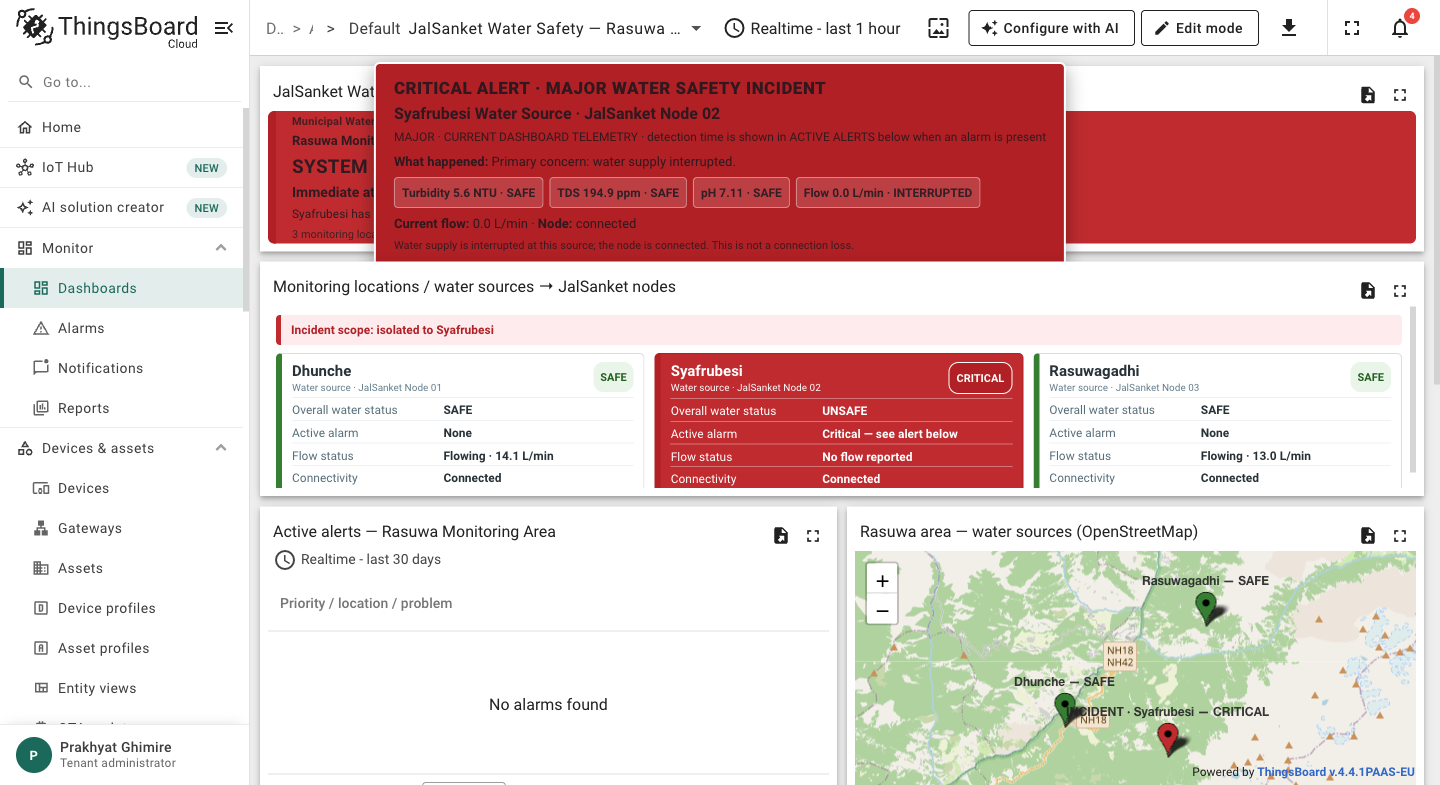 ThingsBoard
Cloud
D.. > A > Default JalSanket Water Safety — Rasuwa ...
Realtime - last 1 hour
Configure with AI
Edit mode
4
Go to...
Home
IoT Hub NEW
AI solution creator NEW
Monitor
Dashboards
Alarms
Notifications
Reports
Devices & assets
Devices
Gateways
Assets
Device profiles
Asset profiles
Entity views
P
Prakhyat Ghimire
Tenant administrator
JalSanket Wat
Municipal Water
Rasuwa Monit
SYSTEM
Immediate at
Syafrubesi has
3 monitoring loca
CRITICAL ALERT · MAJOR WATER SAFETY INCIDENT
Syafrubesi Water Source · JalSanket Node 02
MAJOR · CURRENT DASHBOARD TELEMETRY · detection time is shown in ACTIVE ALERTS below when an alarm is present
What happened: Primary concern: water supply interrupted.
Turbidity 5.6 NTU · SAFE
TDS 194.9 ppm · SAFE
pH 7.11 · SAFE
Flow 0.0 L/min · INTERRUPTED
Current flow: 0.0 L/min · Node: connected
Water supply is interrupted at this source; the node is connected. This is not a connection loss.
Monitoring locations / water sources → JalSanket nodes
Incident scope: isolated to Syafrubesi
Dhunche
Water source · JalSanket Node 01
SAFE
Overall water status SAFE
Active alarm None
Flow status Flowing · 14.1 L/min
Connectivity Connected
Syafrubesi
Water source · JalSanket Node 02
CRITICAL
Overall water status UNSAFE
Active alarm Critical — see alert below
Flow status No flow reported
Connectivity Connected
Rasuwagadhi
Water source · JalSanket Node 03
SAFE
Overall water status SAFE
Active alarm None
Flow status Flowing · 13.0 L/min
Connectivity Connected
Active alerts — Rasuwa Monitoring Area
Realtime - last 30 days
Priority / location / problem
No alarms found
Rasuwa area — water sources (OpenStreetMap)
+
−
Rasuwagadhi — SAFE
NH18
NH42
Dhunche — SAFE
INCIDENT · Syafrubesi — CRITICAL
NH18
Powered by ThingsBoard v.4.4.1PAAS-EU